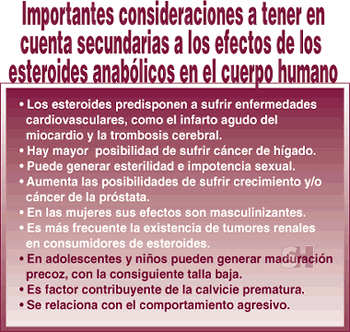 Importantes consideraciones a tener en
cuenta secundarias a los efectos de los
esteroides anabólicos en el cuerpo humano
• Los esteroides predisponen a sufrir enfermedades
cardiovasculares, como el infarto agudo del
miocardio y la trombosis cerebral.
• Hay mayor posibilidad de sufrir cáncer de hígado.
• Puede generar esterilidad e impotencia sexual.
• Aumenta las posibilidades de sufrir crecimiento y/o
cáncer de la próstata.
• En las mujeres sus efectos son masculinizantes.
• Es más frecuente la existencia de tumores renales
en consumidores de esteroides.
• En adolescentes y niños pueden generar maduración
precoz, con la consiguiente talla baja.
• Es factor contribuyente de la calvicie prematura.
• Se relaciona con el comportamiento agresivo.